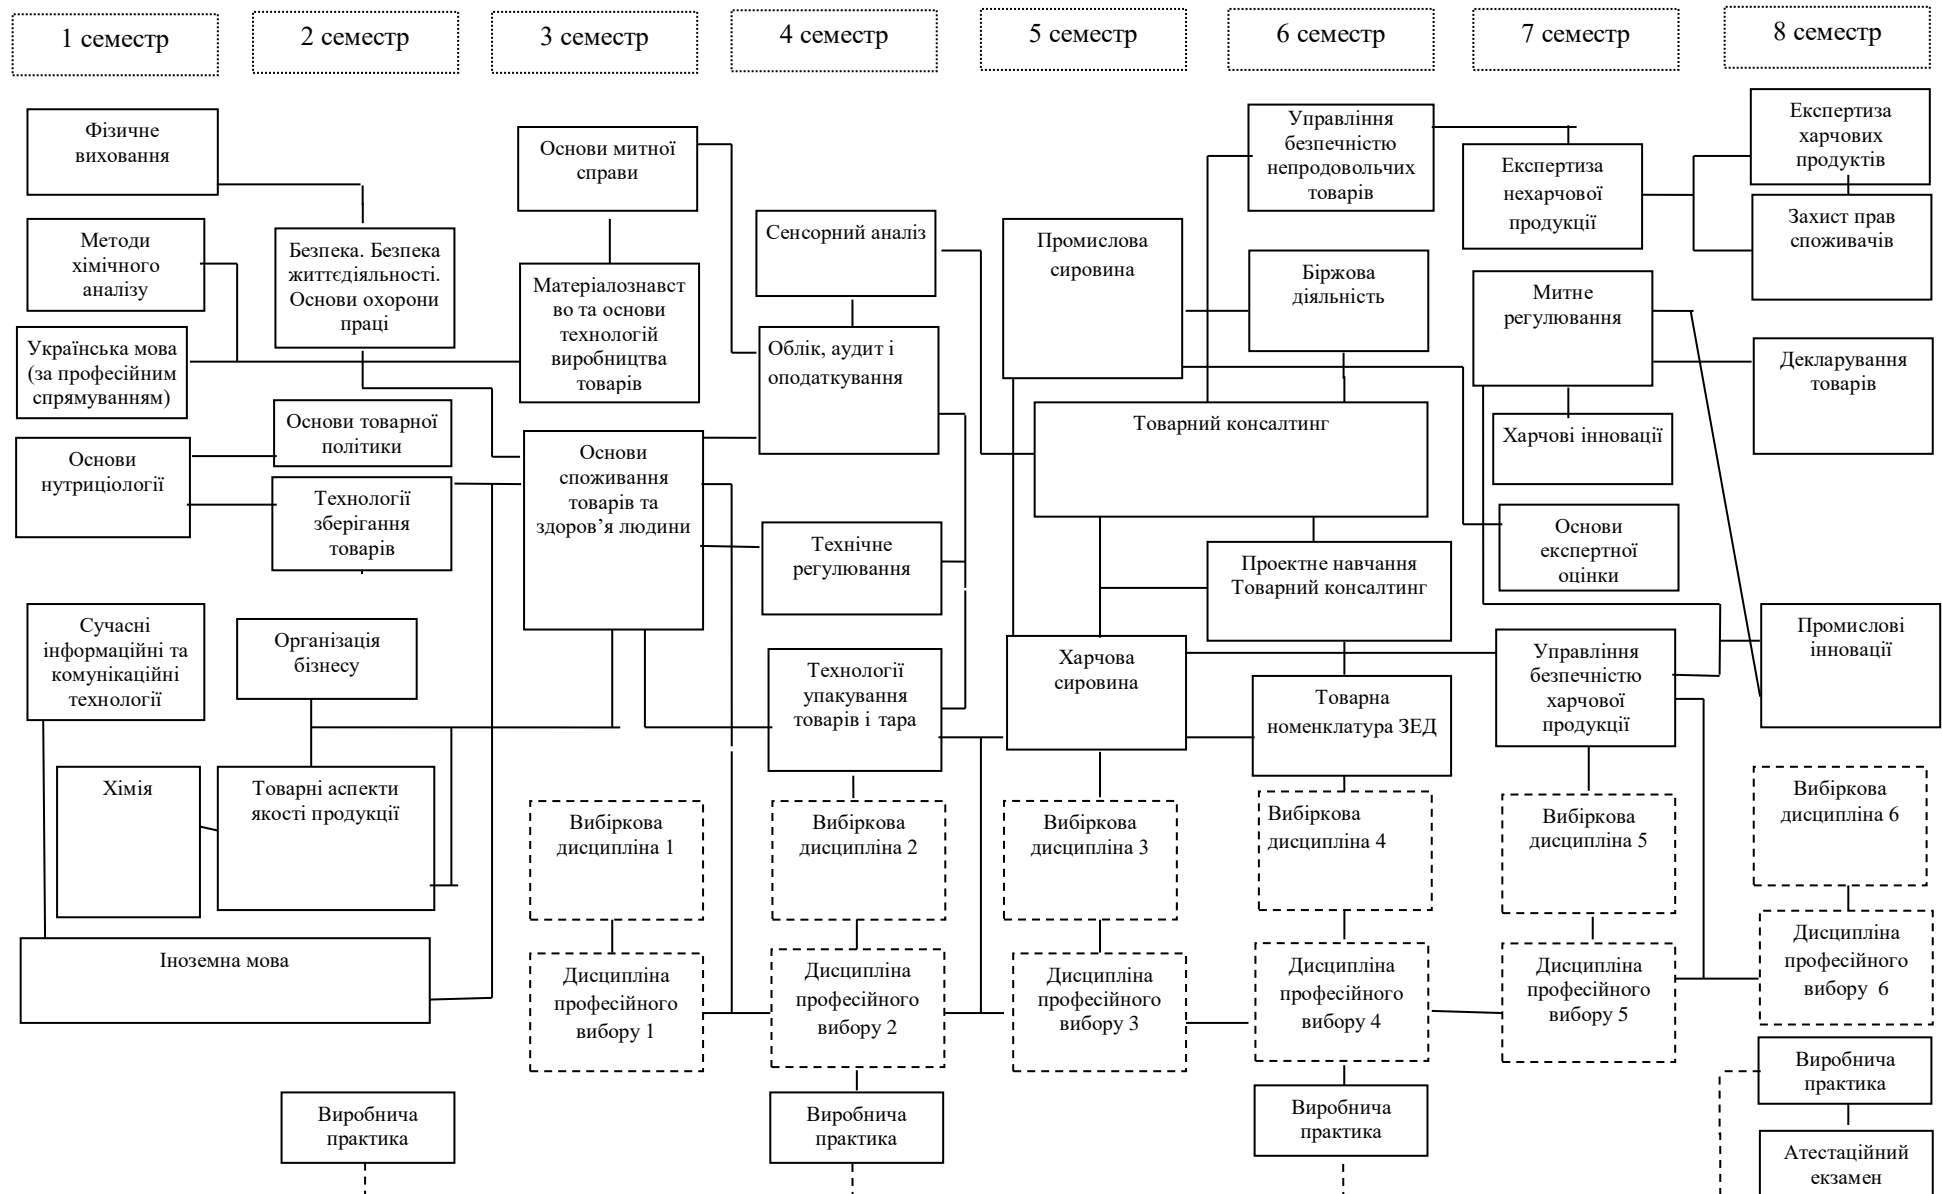 1 семестр
2 семестр
3 семестр
4 семестр
5 семестр
6 семестр
7 семестр
8 семестр
Фізичне
виховання
Методи
хімічного
аналізу
Українська мова
(за професійним
спрямуванням)
Основи
нутриціології
Сучасні
інформаційні та
комунікаційні
технології
Хімія
Іноземна мова
Безпека. Безпека
життєдіяльності.
Основи охорони
праці
Основи товарної
політики
Технології
зберігання
товарів
Організація
бізнесу
Товарні аспекти
якості продукції
Виробнича
практика
Основи митної
справи
Матеріалознавст
во та основи
технологій
виробництва
товарів
Основи
споживання
товарів та
здоров’я людини
Вибіркова
дисципліна 1
Дисципліна
професійного
вибору 1
Сенсорний аналіз
Облік, аудит і
оподаткування
Технічне
регулювання
Технології
упакування
товарів і тара
Вибіркова
дисципліна 2
Дисципліна
професійного
вибору 2
Виробнича
практика
Промислова
сировина
Товарний консалтинг
Харчова
сировина
Вибіркова
дисципліна 3
Дисципліна
професійного
вибору 3
Управління
безпечністю
непродовольчих
товарів
Біржова
діяльність
Проектне навчання
Товарний консалтинг
Товарна
номенклатура ЗЕД
Вибіркова
дисципліна 4
Дисципліна
професійного
вибору 4
Виробнича
практика
Експертиза
нехарчової
продукції
Митне
регулювання
Харчові інновації
Основи
експертної
оцінки
Управління
безпечністю
харчової
продукції
Вибіркова
дисципліна 5
Дисципліна
професійного
вибору 5
Експертиза
харчових
продуктів
Захист прав
споживачів
Декларування
товарів
Промислові
інновації
Вибіркова
дисципліна 6
Дисципліна
професійного
вибору 6
Виробнича
практика
Атестаційний
екзамен